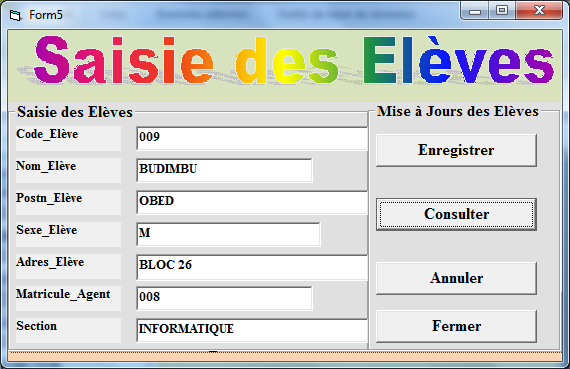 Form5
Saisie des Elèves
Saisie des Elèves
Mise à Jours des Elèves
Code_Elève 009
Nom_Elève BUDIMBU
Postn_Elève OBED
Sexe_Elève M
Adres_Elève BLOC 26
Matricule_Agent 008
Section INFORMATIQUE
Enregistrer
Consulter
Annuler
Fermer